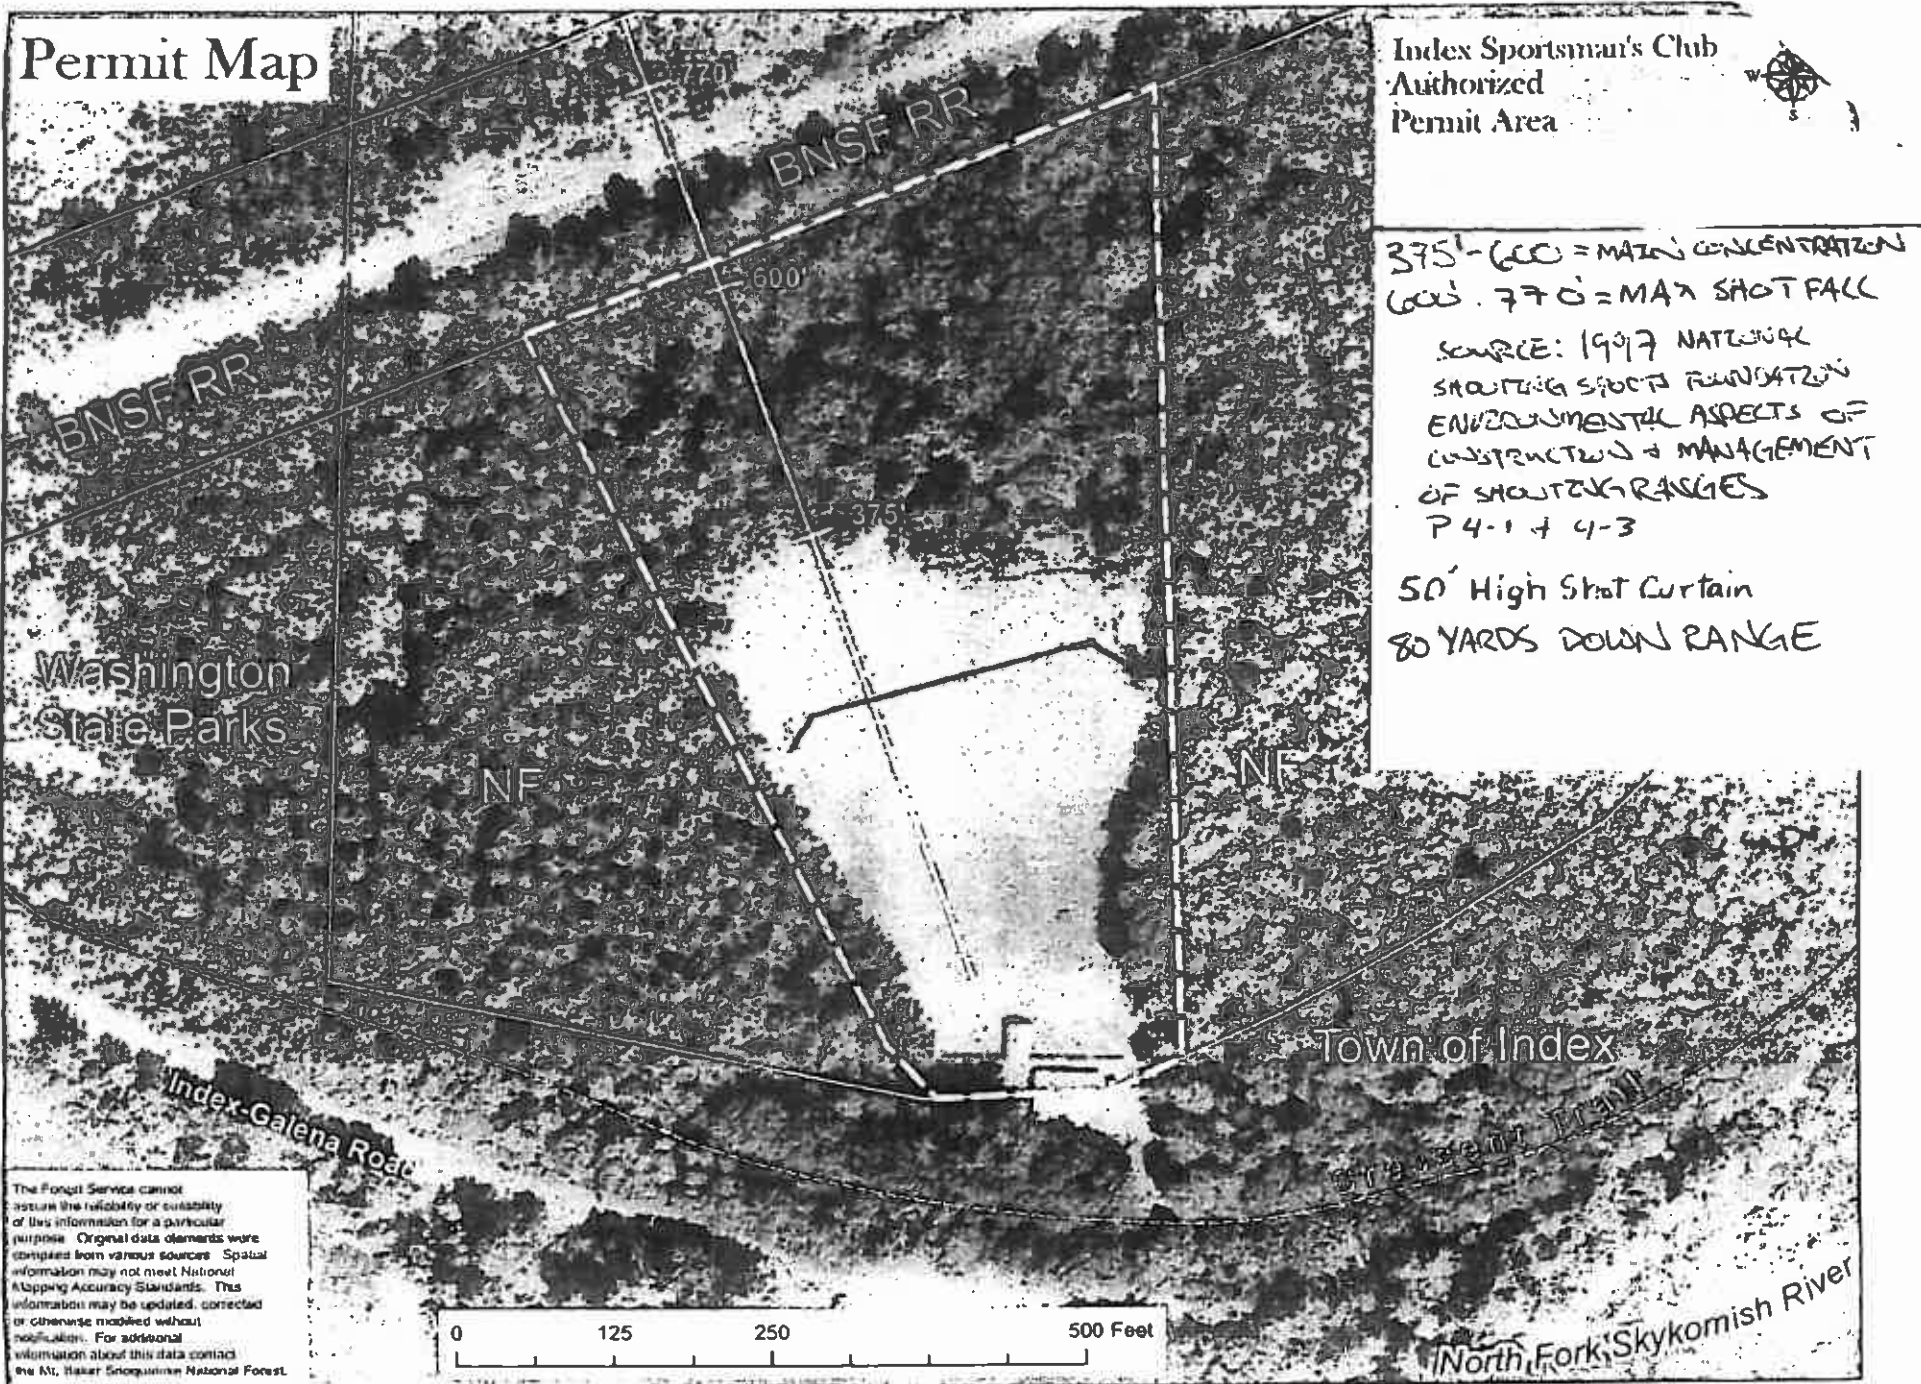 Permit Map
Index Sportsman's Club
Authorized
Permit Area
W
S
375'-600' = MAIN CONCENTRATION
600'. 770' = MAX SHOT FALL
SOURCE: 1997 NATIONAL
SHOOTING SPORTS FOUNDATION
ENVIRONMENTAL ASPECTS OF
CONSTRUCTION & MANAGEMENT
OF SHOOTING RANGES
P 4-1 & 4-3
50' High Shot Curtain
80 YARDS DOWN RANGE
770
BNSF RR
600
BNSF RR
375
Washington
State Parks
NF
NF
Town of Index
Index-Galena Road
Crescent Trail
North Fork Skykomish River
The Forest Service cannot
assure the reliability or suitability
of this information for a particular
purpose. Original data elements were
compiled from various sources. Spatial
information may not meet National
Mapping Accuracy Standards. This
information may be updated, corrected
or otherwise modified without
notification. For additional
information about this data contact
the Mt. Baker Snoqualmie National Forest.
0 125 250 500 Feet